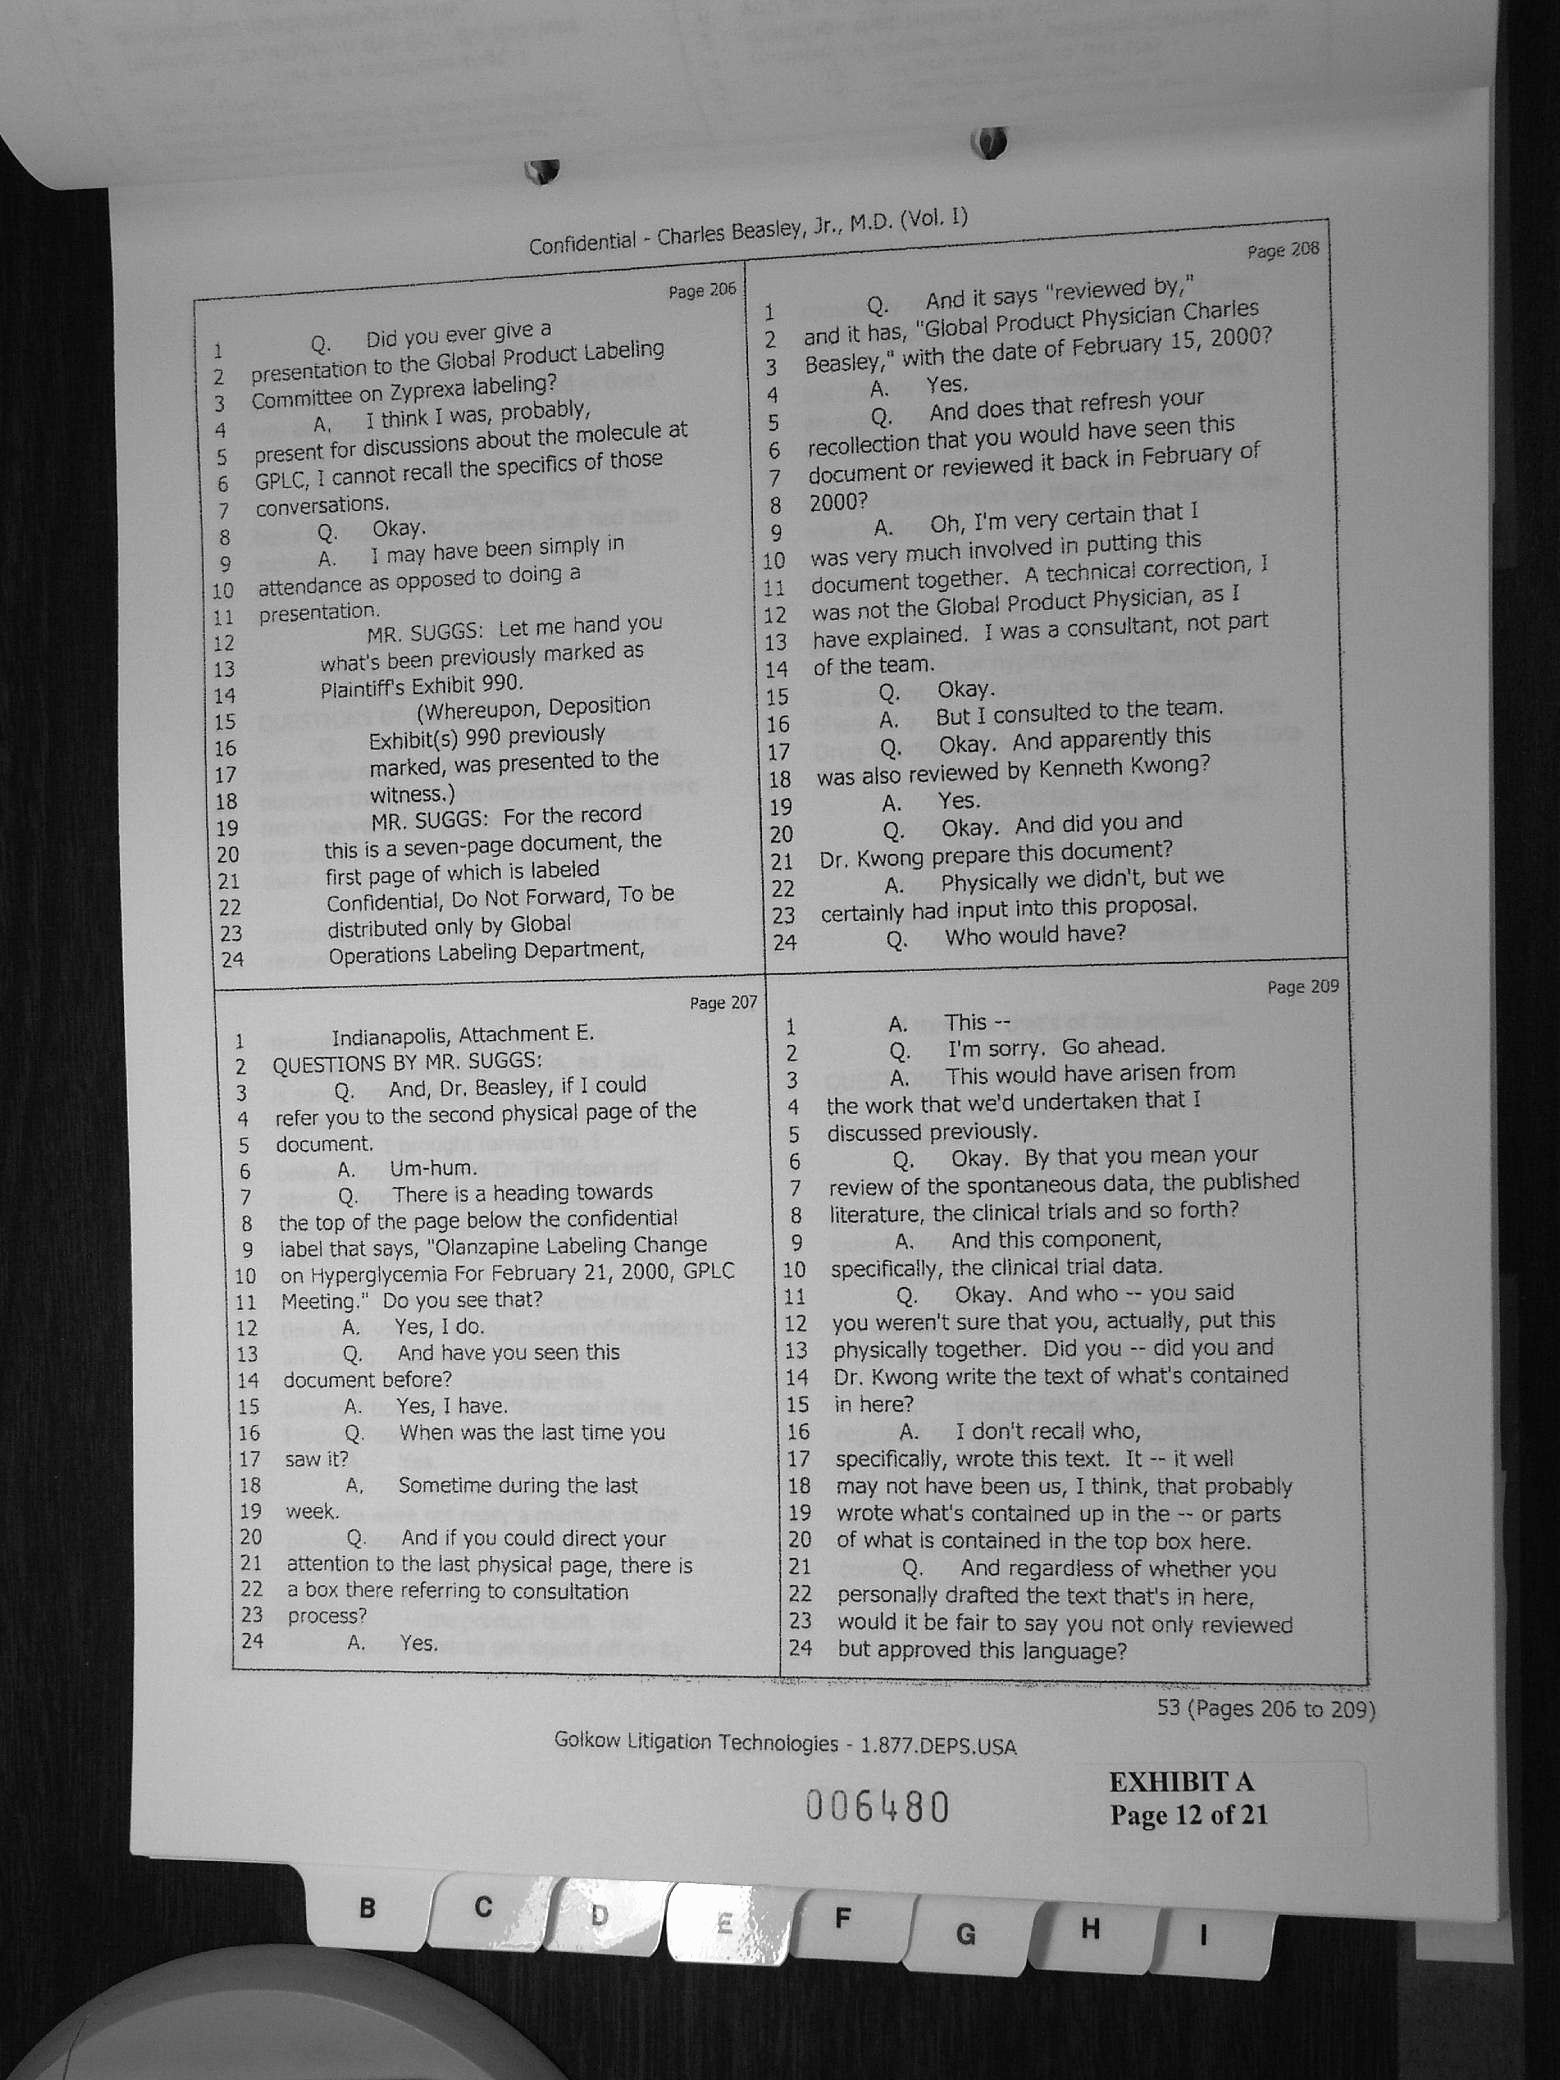 Confidential - Charles Beasley, Jr., M.D. (Vol. I)
Page 206
1 Q. Did you ever give a
2 presentation to the Global Product Labeling
3 Committee on Zyprexa labeling?
4 A. I think I was, probably,
5 present for discussions about the molecule at
6 GPLC, I cannot recall the specifics of those
7 conversations.
8 Q. Okay.
9 A. I may have been simply in
10 attendance as opposed to doing a
11 presentation.
12 MR. SUGGS: Let me hand you
13 what's been previously marked as
14 Plaintiff's Exhibit 990.
15 (Whereupon, Deposition
16 Exhibit(s) 990 previously
17 marked, was presented to the
18 witness.)
19 MR. SUGGS: For the record
20 this is a seven-page document, the
21 first page of which is labeled
22 Confidential, Do Not Forward, To be
23 distributed only by Global
24 Operations Labeling Department,
Page 207
1 Indianapolis, Attachment E.
2 QUESTIONS BY MR. SUGGS:
3 Q. And, Dr. Beasley, if I could
4 refer you to the second physical page of the
5 document.
6 A. Um-hum.
7 Q. There is a heading towards
8 the top of the page below the confidential
9 label that says, "Olanzapine Labeling Change
10 on Hyperglycemia For February 21, 2000, GPLC
11 Meeting." Do you see that?
12 A. Yes, I do.
13 Q. And have you seen this
14 document before?
15 A. Yes, I have.
16 Q. When was the last time you
17 saw it?
18 A. Sometime during the last
19 week.
20 Q. And if you could direct your
21 attention to the last physical page, there is
22 a box there referring to consultation
23 process?
24 A. Yes.
Page 208
1 Q. And it says "reviewed by,"
2 and it has, "Global Product Physician Charles
3 Beasley," with the date of February 15, 2000?
4 A. Yes.
5 Q. And does that refresh your
6 recollection that you would have seen this
7 document or reviewed it back in February of
8 2000?
9 A. Oh, I'm very certain that I
10 was very much involved in putting this
11 document together. A technical correction, I
12 was not the Global Product Physician, as I
13 have explained. I was a consultant, not part
14 of the team.
15 Q. Okay.
16 A. But I consulted to the team.
17 Q. Okay. And apparently this
18 was also reviewed by Kenneth Kwong?
19 A. Yes.
20 Q. Okay. And did you and
21 Dr. Kwong prepare this document?
22 A. Physically we didn't, but we
23 certainly had input into this proposal.
24 Q. Who would have?
Page 209
1 A. This --
2 Q. I'm sorry. Go ahead.
3 A. This would have arisen from
4 the work that we'd undertaken that I
5 discussed previously.
6 Q. Okay. By that you mean your
7 review of the spontaneous data, the published
8 literature, the clinical trials and so forth?
9 A. And this component,
10 specifically, the clinical trial data.
11 Q. Okay. And who -- you said
12 you weren't sure that you, actually, put this
13 physically together. Did you -- did you and
14 Dr. Kwong write the text of what's contained
15 in here?
16 A. I don't recall who,
17 specifically, wrote this text. It -- it well
18 may not have been us, I think, that probably
19 wrote what's contained up in the -- or parts
20 of what is contained in the top box here.
21 Q. And regardless of whether you
22 personally drafted the text that's in here,
23 would it be fair to say you not only reviewed
24 but approved this language?
53 (Pages 206 to 209)
Golkow Litigation Technologies - 1.877.DEPS.USA
006480
EXHIBIT A
Page 12 of 21
B C D E F G H I